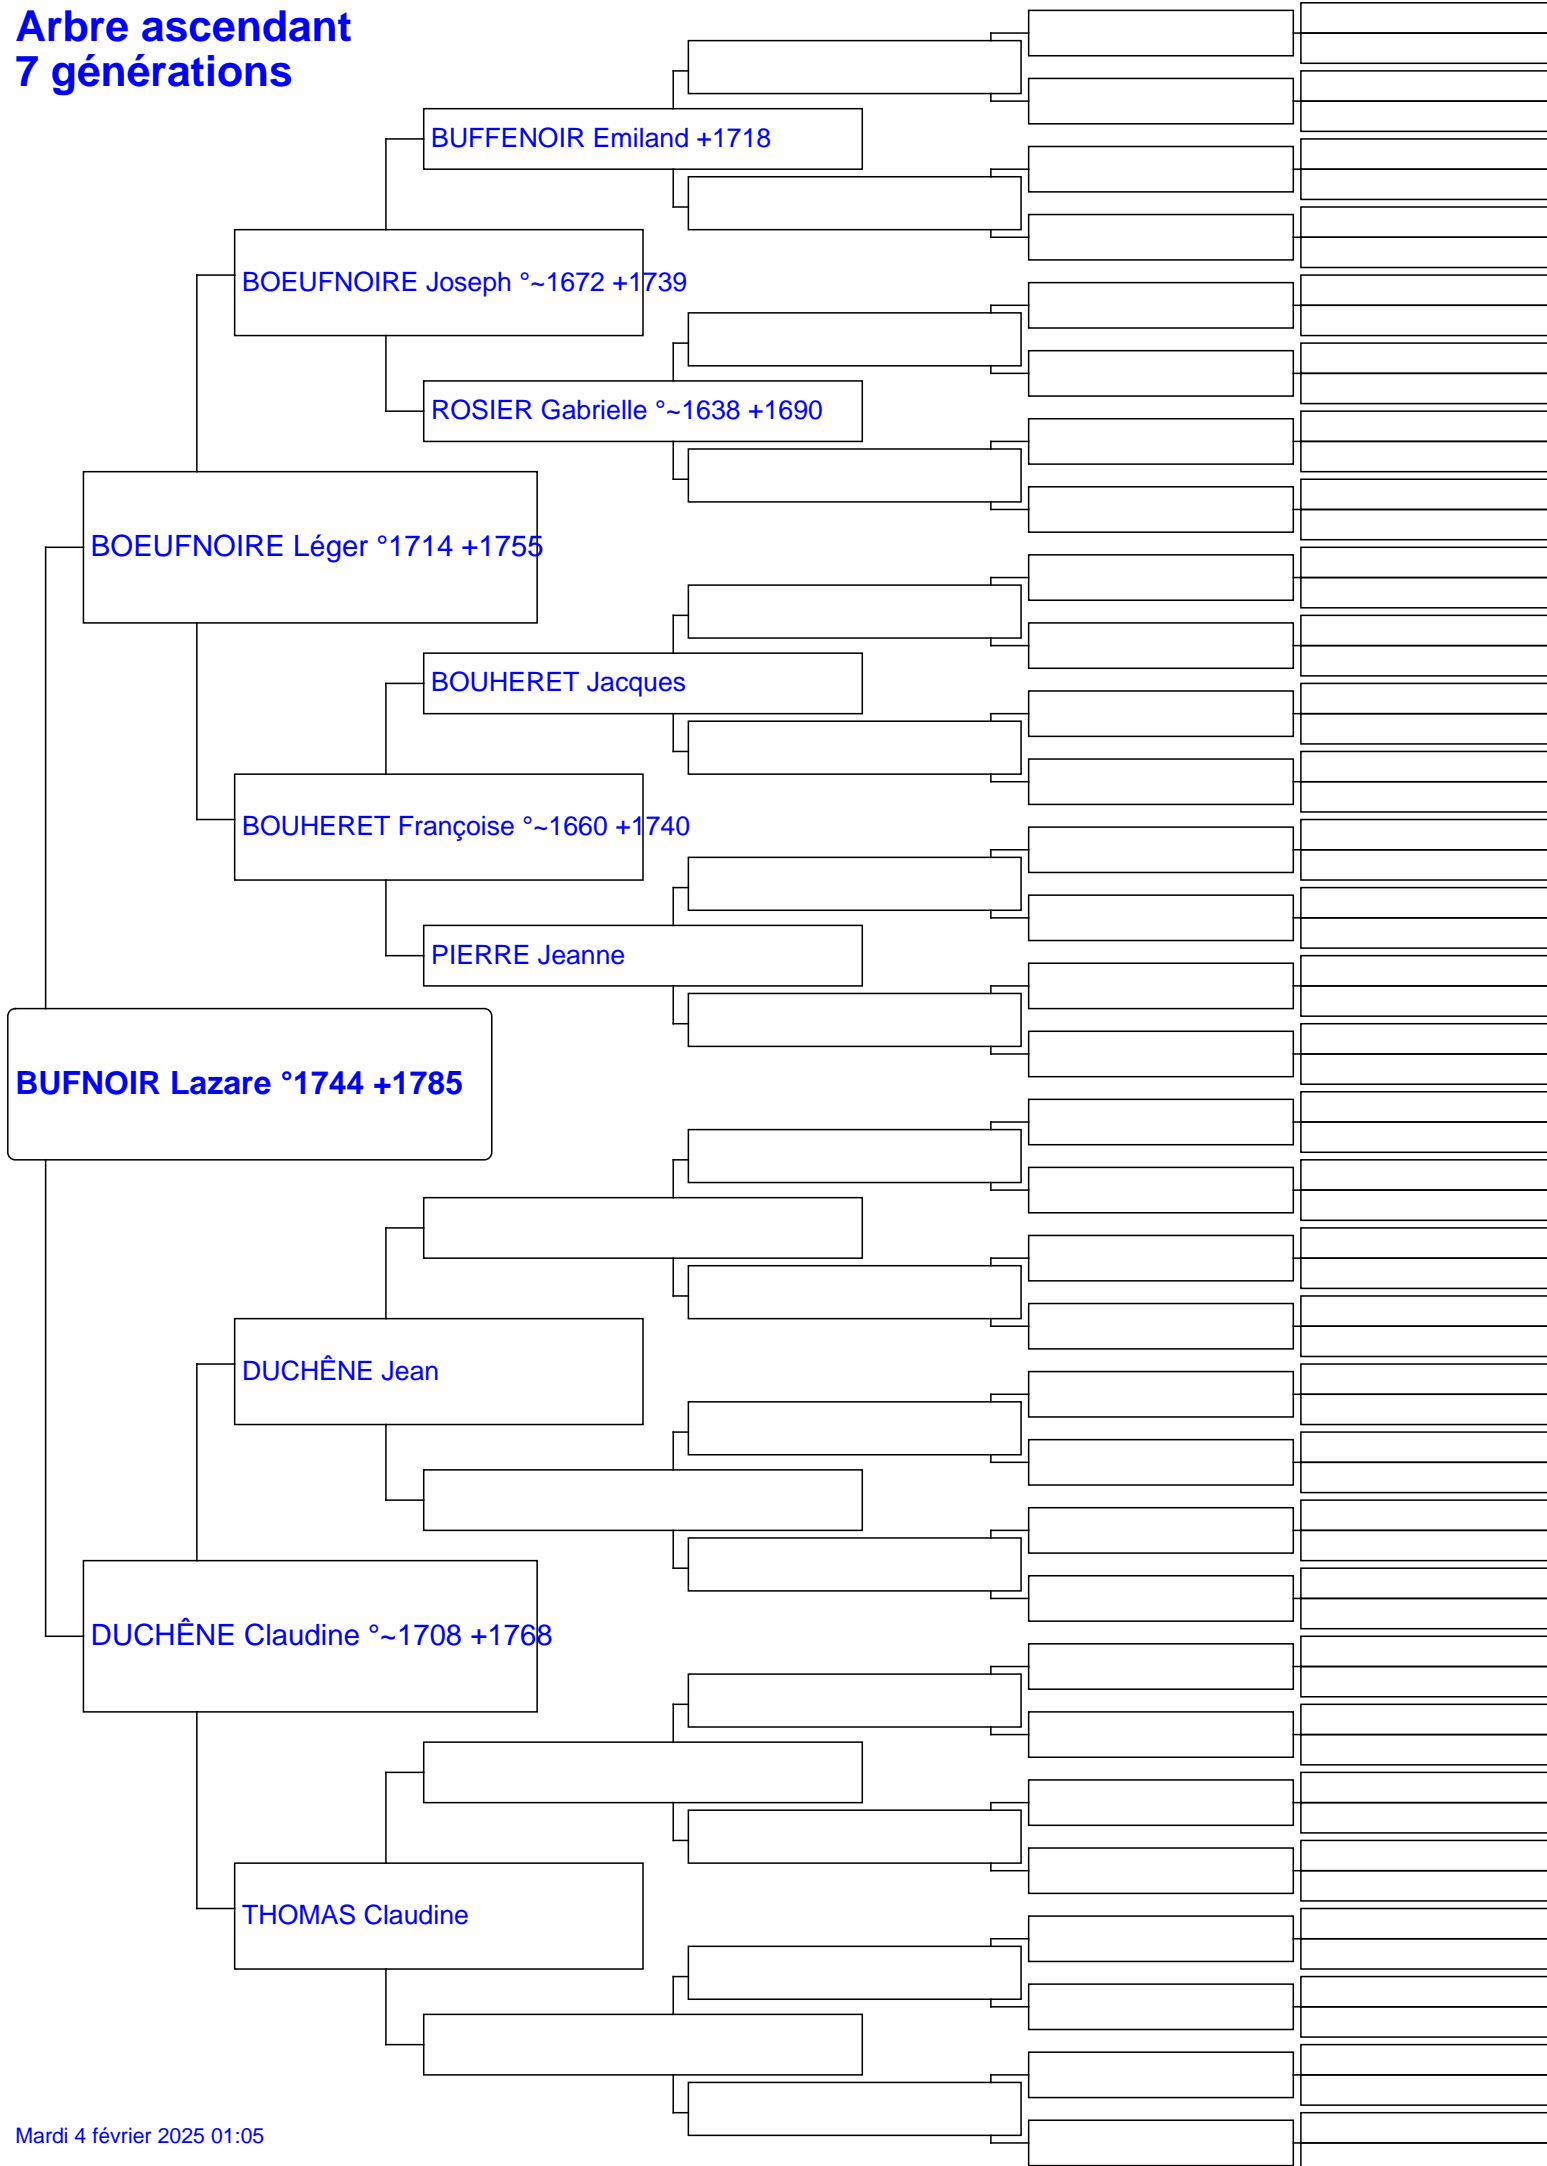 Arbre ascendant
7 générations
BUFFENOIR Emiland +1718
BOEUFNOIRE Joseph °~1672 +1739
ROSIER Gabrielle °~1638 +1690
BOEUFNOIRE Léger °1714 +1755
BOUHERET Jacques
BOUHERET Françoise °~1660 +1740
PIERRE Jeanne
BUFNOIR Lazare °1744 +1785
DUCHÊNE Jean
DUCHÊNE Claudine °~1708 +1768
THOMAS Claudine
Mardi 4 février 2025 01:05